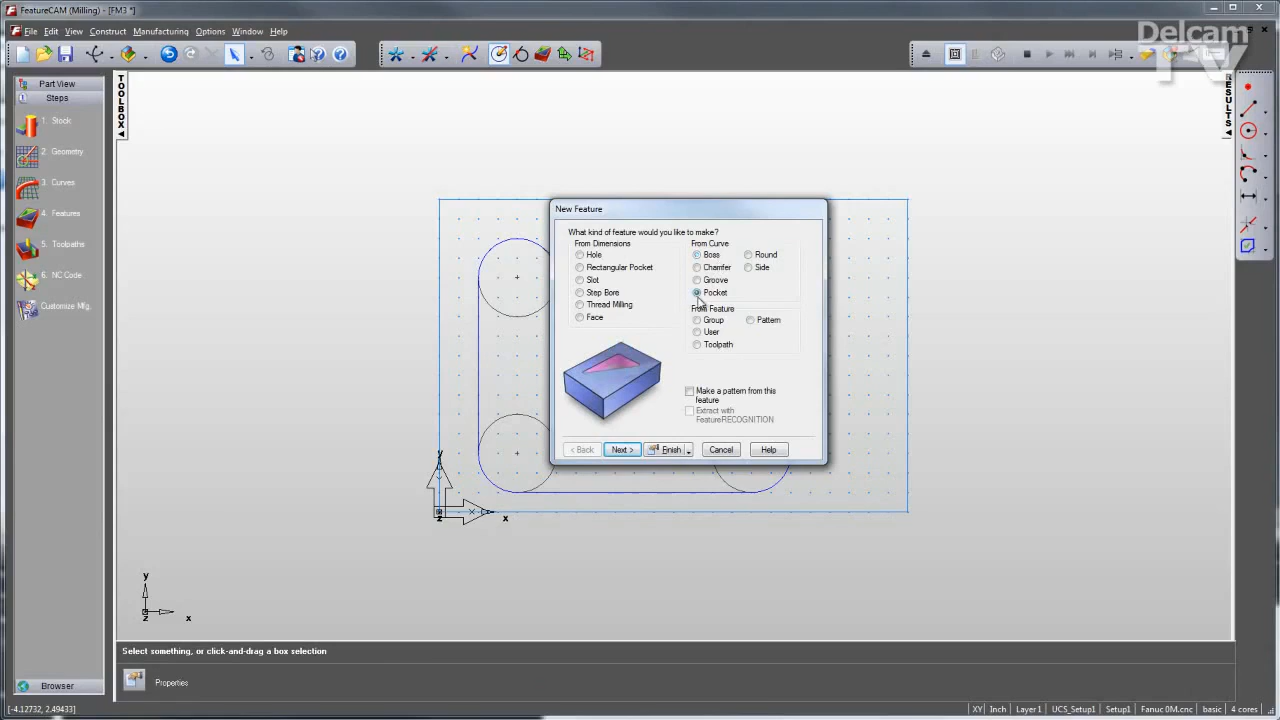 FeatureCAM (Milling) - [FM3 *]
File Edit View Construct Manufacturing Options Window Help
Delcam
TV
Part View
Steps
1. Stock
2. Geometry
3. Curves
4. Features
5. Toolpaths
6. NC Code
Customize Mfg.
TOOLBOX
RESULTS
New Feature
What kind of feature would you like to make?
From Dimensions
Hole
Rectangular Pocket
Slot
Step Bore
Thread Milling
Face
From Curve
Boss Round
Chamfer Side
Groove
Pocket
From Feature
Group Pattern
User
Toolpath
Make a pattern from this
feature
Extract with
FeatureRECOGNITION
< Back Next > Finish Cancel Help
y
z
x
y
z
x
Select something, or click-and-drag a box selection
Properties
Browser
[-4.12732, 2.49433]
XY Inch Layer1 UCS_Setup1 Setup1 Fanuc 0M.cnc basic 4 cores